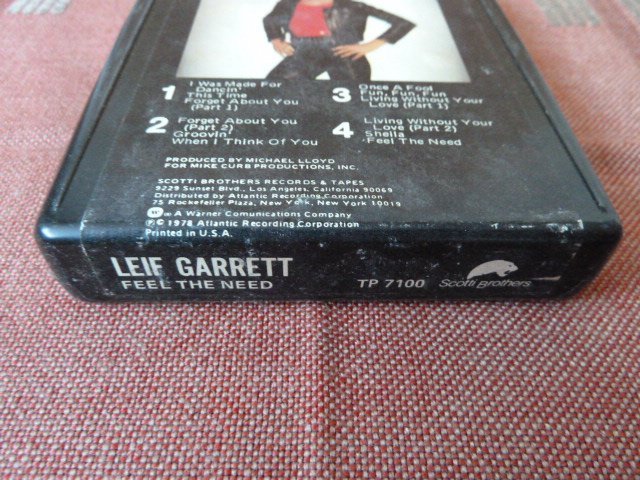 1 I Was Made For
Dancin'
This Time
Forget About You
(Part 1)
2 Forget About You
(Part 2)
Groovin'
When I Think Of You
3 Once A Fool
Fun, Fun, Fun
Living Without Your
Love (Part 1)
4 Living Without Your
Love (Part 2)
Sheila
Feel The Need
PRODUCED BY MICHAEL LLOYD
FOR MIKE CURB PRODUCTIONS, INC.
SCOTTI BROTHERS RECORDS & TAPES
9229 Sunset Blvd., Los Angeles, California 90069
Distributed by Atlantic Recording Corporation
75 Rockefeller Plaza, New York, New York 10019
A Warner Comunications Company
℗© 1978 Atlantic Recording Corporation
Printed in U.S.A.
LEIF GARRETT
FEEL THE NEED
TP 7100
Scotti Brothers